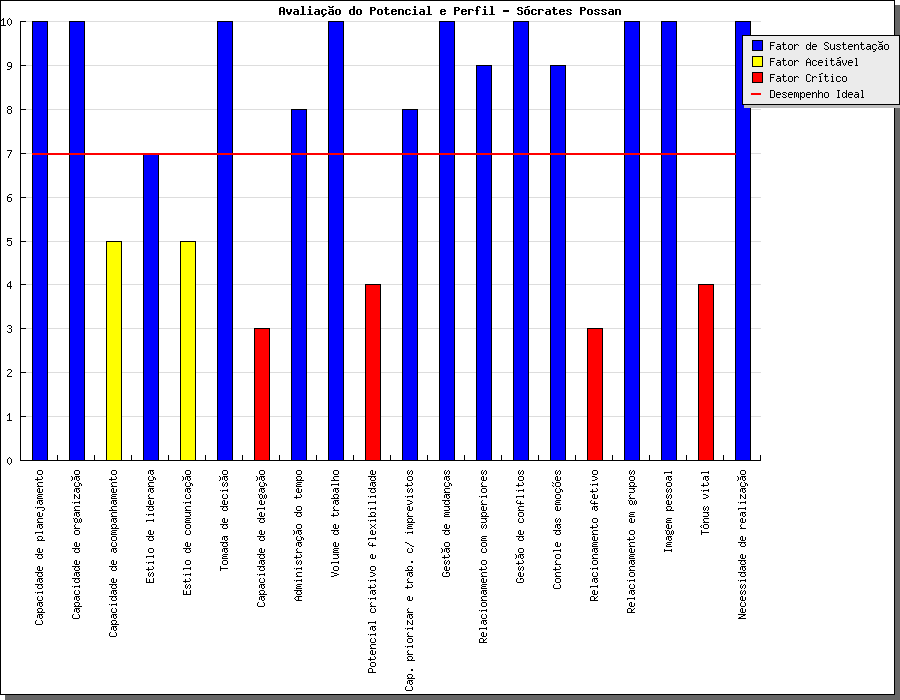 Avaliação do Potencial e Perfil - Sócrates Possan
10
9
8
7
6
5
4
3
2
1
0
Fator de Sustentação
Fator Aceitável
Fator Crítico
Desempenho Ideal
Capacidade de planejamento
Capacidade de organização
Capacidade de acompanhamento
Estilo de liderança
Estilo de comunicação
Tomada de decisão
Capacidade de delegação
Administração do tempo
Volume de trabalho
Potencial criativo e flexibilidade
Cap. priorizar e trab. c/ imprevistos
Gestão de mudanças
Relacionamento com superiores
Gestão de conflitos
Controle das emoções
Relacionamento afetivo
Relacionamento em grupos
Imagem pessoal
Tônus vital
Necessidade de realização